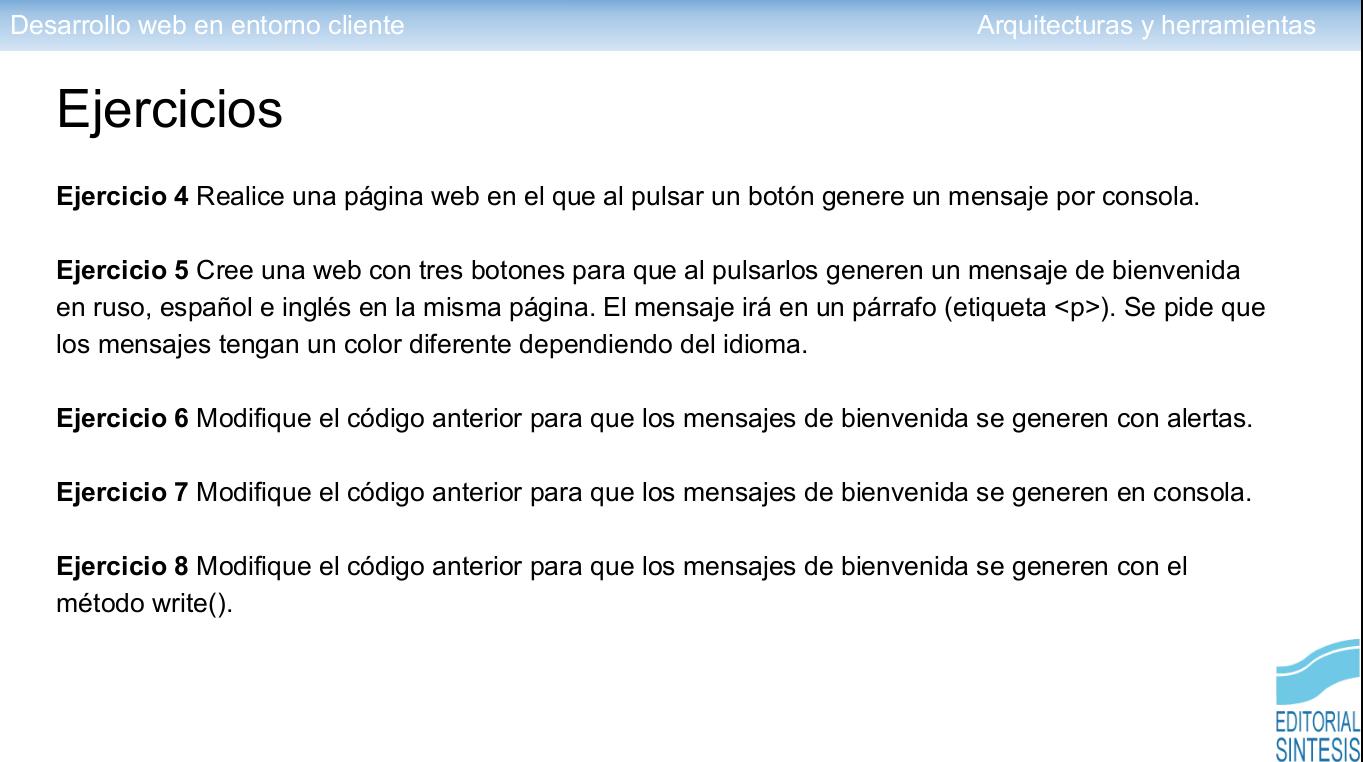 Desarrollo web en entorno cliente
Arquitecturas y herramientas
Ejercicios
Ejercicio 4 Realice una página web en el que al pulsar un botón genere un mensaje por consola.
Ejercicio 5 Cree una web con tres botones para que al pulsarlos generen un mensaje de bienvenida
en ruso, español e inglés en la misma página. El mensaje irá en un párrafo (etiqueta <p>). Se pide que
los mensajes tengan un color diferente dependiendo del idioma.
Ejercicio 6 Modifique el código anterior para que los mensajes de bienvenida se generen con alertas.
Ejercicio 7 Modifique el código anterior para que los mensajes de bienvenida se generen en consola.
Ejercicio 8 Modifique el código anterior para que los mensajes de bienvenida se generen con el
método write().
EDITORIAL
SINTESIS